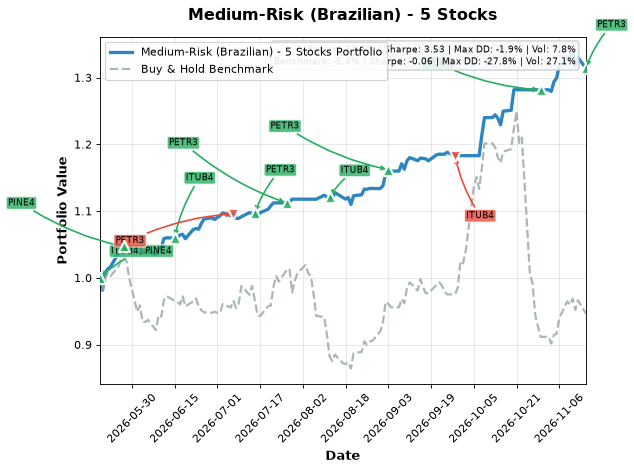 Medium-Risk (Brazilian) - 5 Stocks
PETR3
Medium-Risk (Brazilian) - 5 Stocks Portfolio
Buy & Hold Benchmark
Sharpe: 3.53 | Max DD: -1.9% | Vol: 7.8%
Benchmark: -5.4% | Sharpe: -0.06 | Max DD: -27.8% | Vol: 27.1%
1.3
1.2
1.1
1.0
0.9
Portfolio Value
PETR3
PETR3
PETR3
ITUB4
ITUB4
PINE4
ITUB4
PETR3
PINE4
2026-05-30
2026-06-15
2026-07-01
2026-07-17
2026-08-02
2026-08-18
2026-09-03
2026-09-19
2026-10-05
2026-10-21
2026-11-06
Date